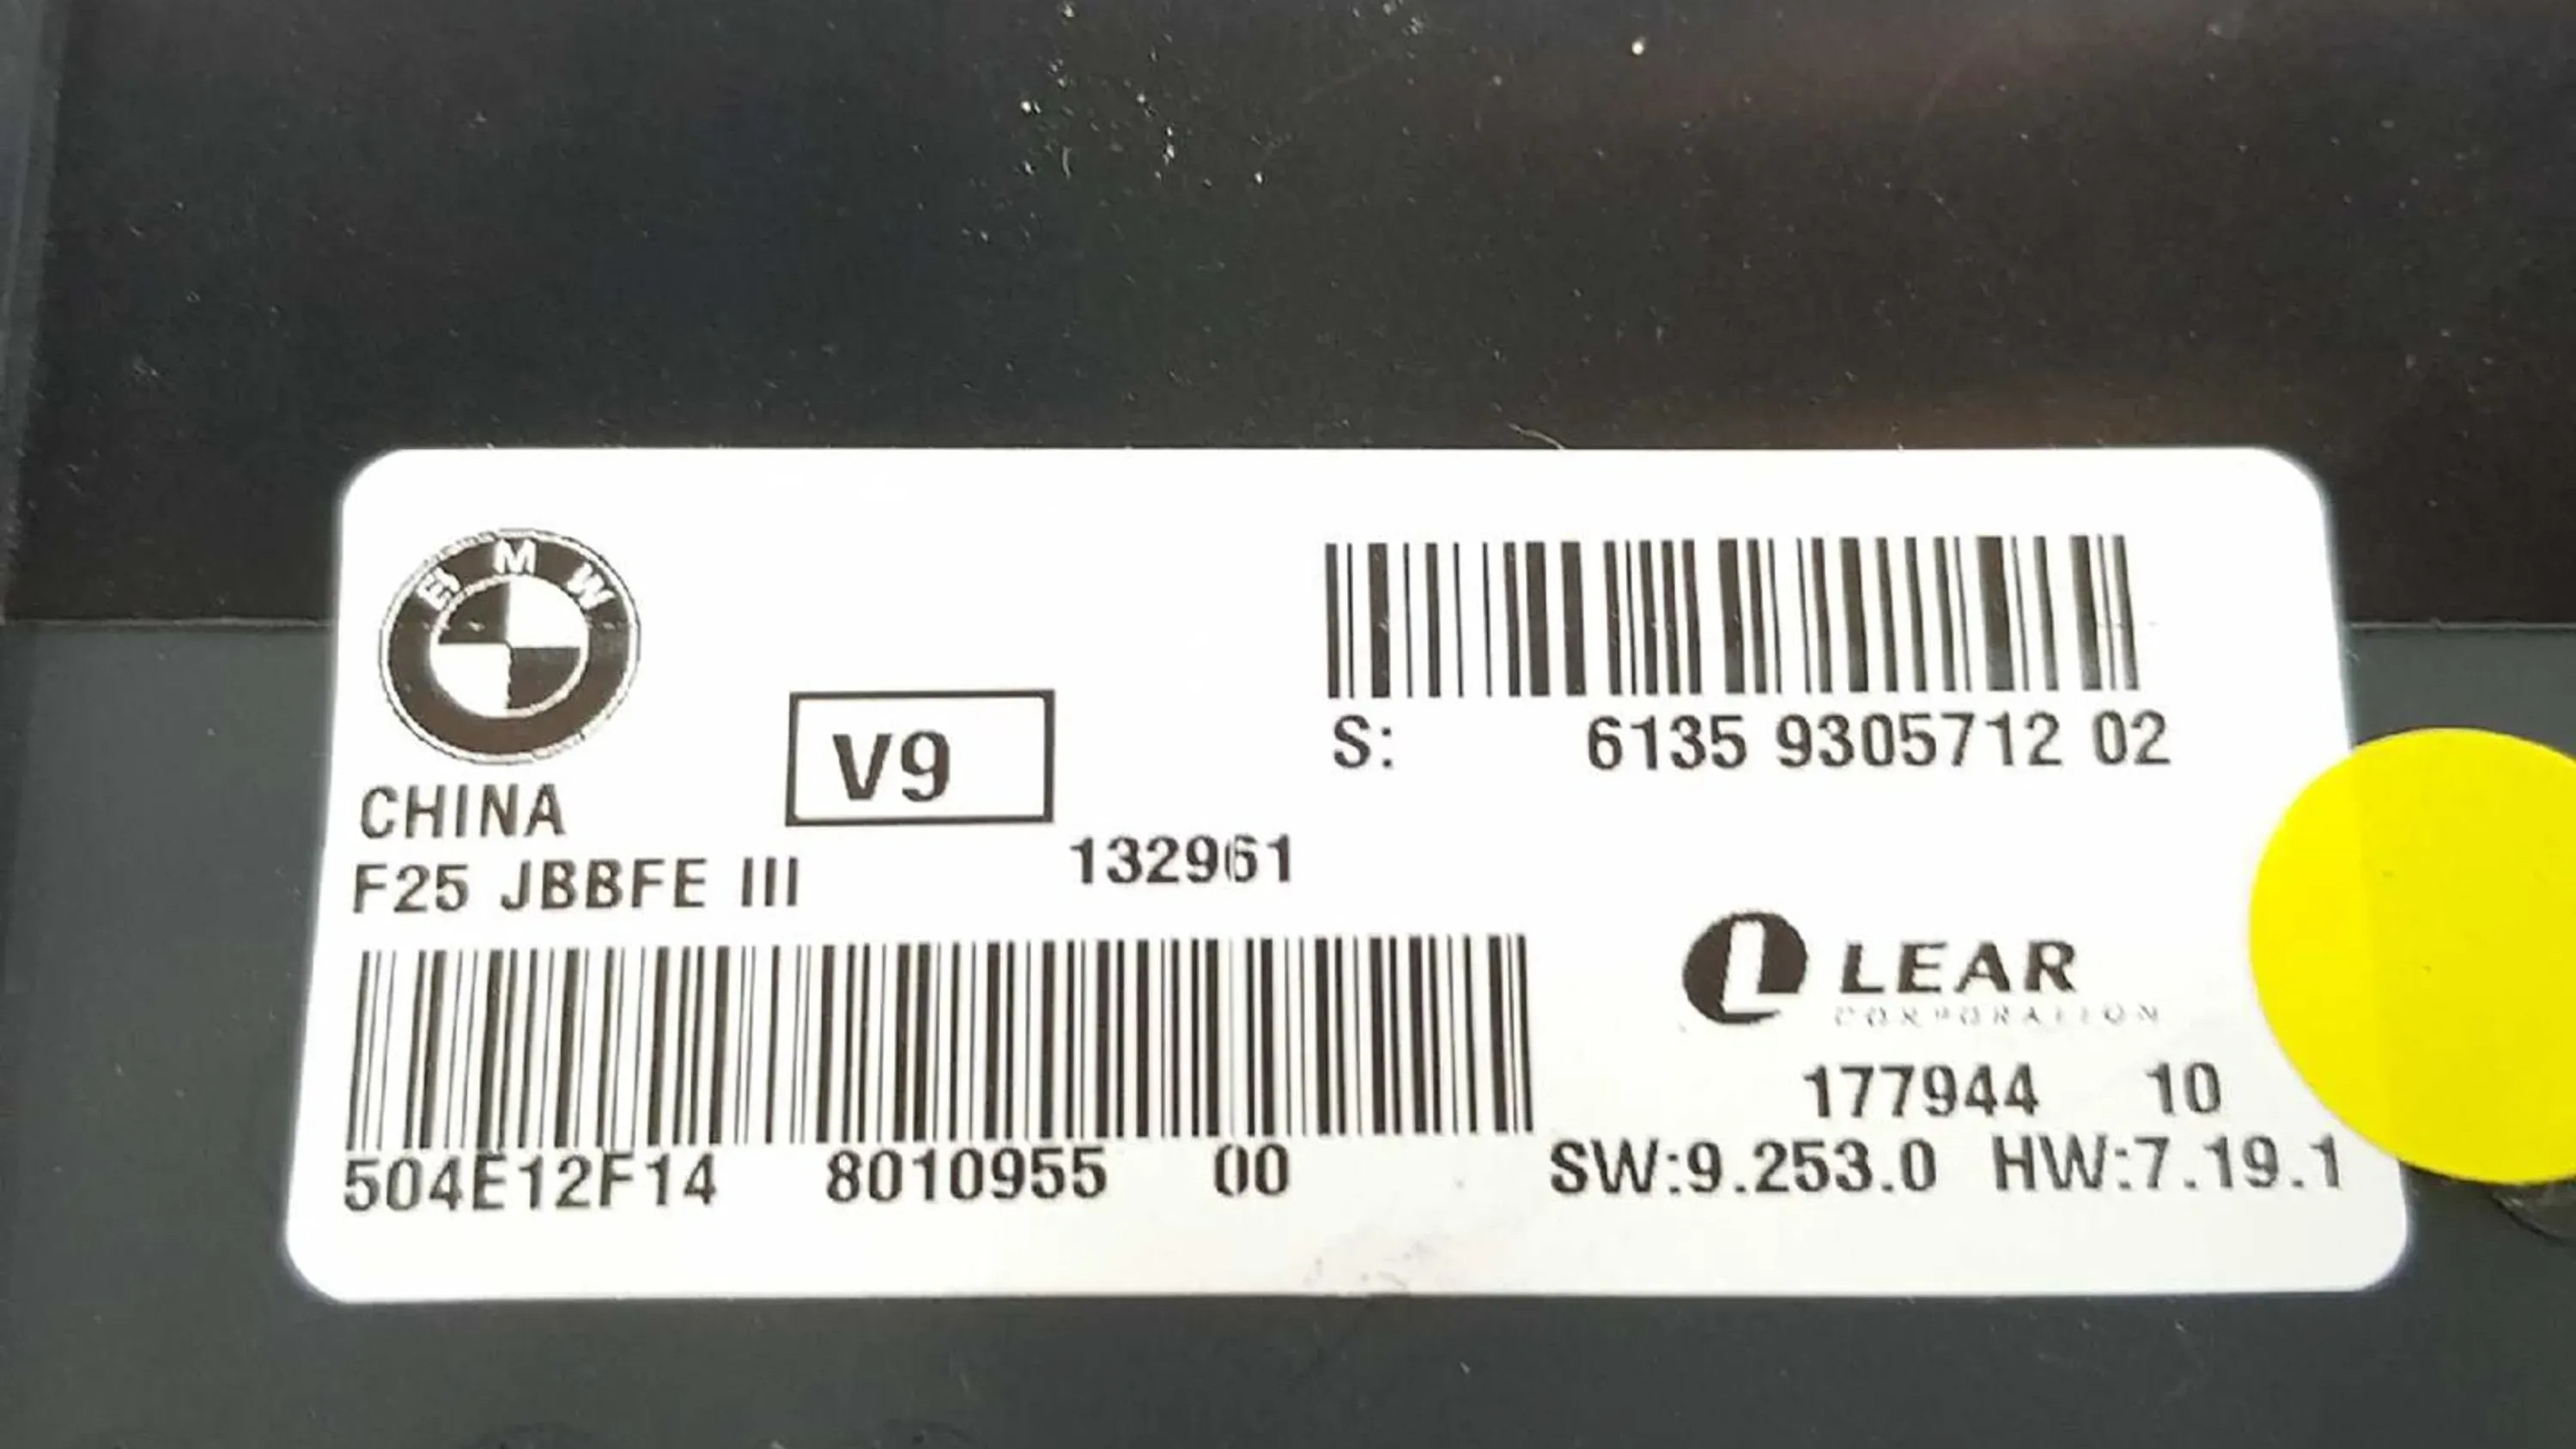 BMW
S: 6135 9305712 02
V9
CHINA
132961
F25 JBBFE III
LEAR
CORPORATION
177944 10
504E12F14 8010955 00
SW:9.253.0 HW:7.19.1